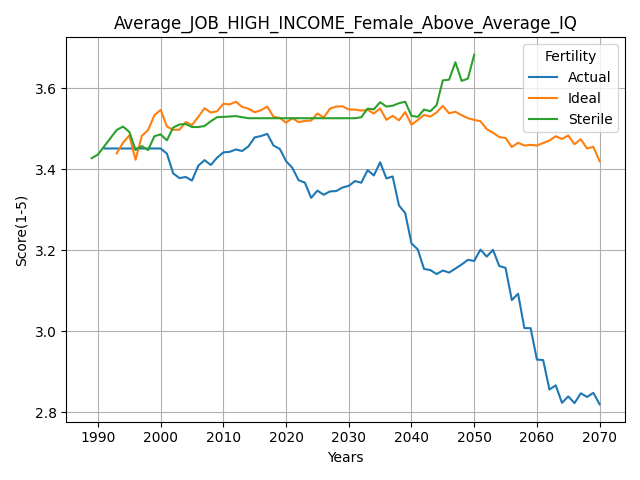 Average_JOB_HIGH_INCOME_Female_Above_Average_IQ
Fertility
Actual
Ideal
Sterile
Score(1-5)
3.6
3.4
3.2
3.0
2.8
1990 2000 2010 2020 2030 2040 2050 2060 2070
Years